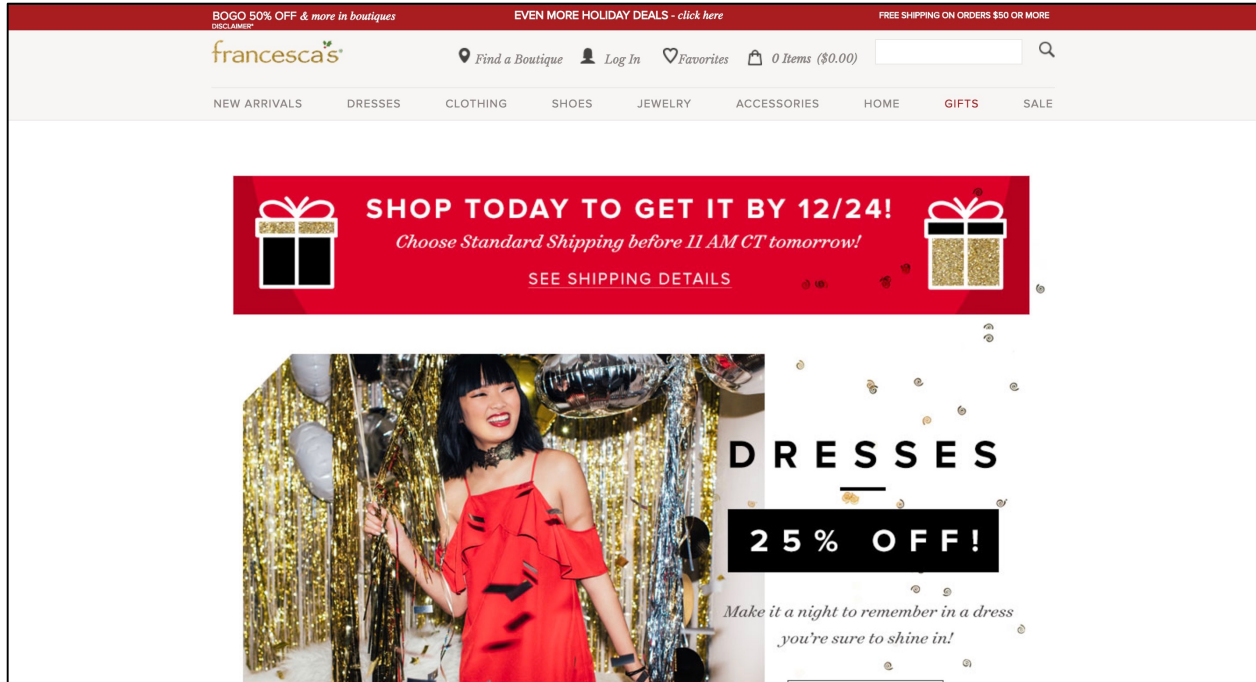 BOGO 50% OFF & more in boutiques
DISCLAIMER*
EVEN MORE HOLIDAY DEALS - click here
FREE SHIPPING ON ORDERS $50 OR MORE
francesca's
Find a Boutique
Log In
Favorites
0 Items ($0.00)
NEW ARRIVALS
DRESSES
CLOTHING
SHOES
JEWELRY
ACCESSORIES
HOME
GIFTS
SALE
SHOP TODAY TO GET IT BY 12/24!
Choose Standard Shipping before 11 AM CT tomorrow!
SEE SHIPPING DETAILS
DRESSES
25% OFF!
Make it a night to remember in a dress
you're sure to shine in!